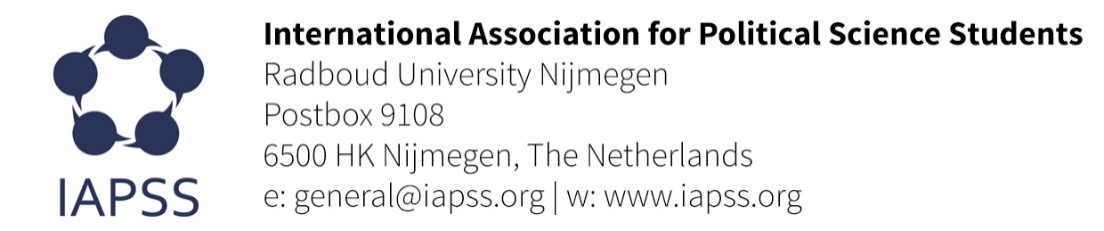 International Association for Political Science Students
Radboud University Nijmegen
Postbox 9108
6500 HK Nijmegen, The Netherlands
e: general@iapss.org | w: www.iapss.org
IAPSS